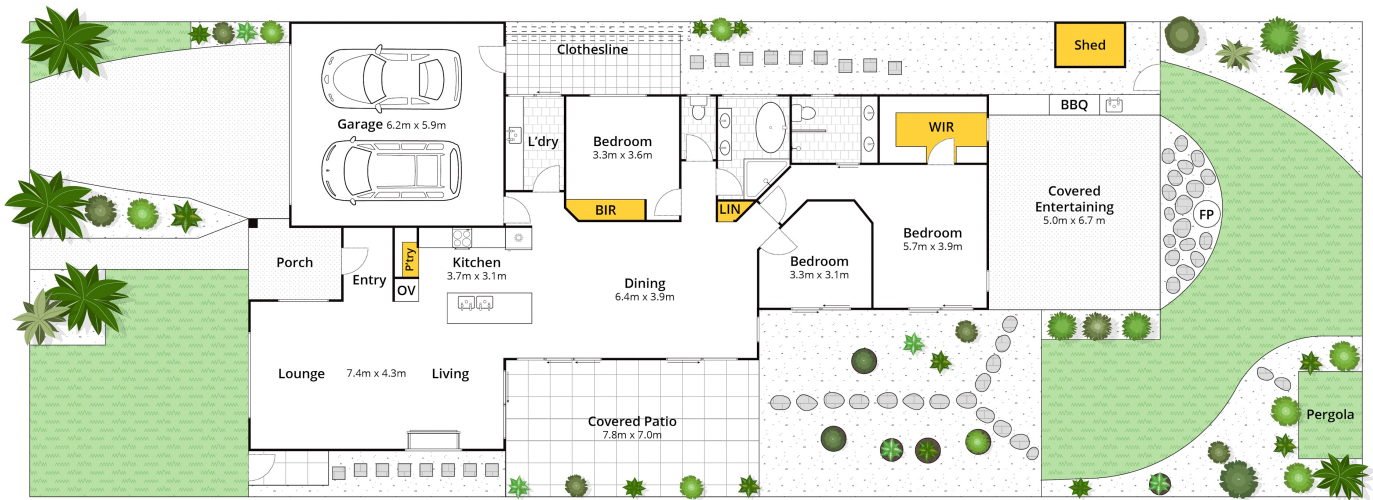 Clothesline
Shed
BBQ
Garage 6.2m x 5.9m
L'dry
Bedroom
3.3m x 3.6m
WIR
BIR
LIN
Covered
Entertaining
5.0m x 6.7 m
FP
Porch
Entry
P'try
OV
Kitchen
3.7m x 3.1m
Dining
6.4m x 3.9m
Bedroom
3.3m x 3.1m
Bedroom
5.7m x 3.9m
Lounge 7.4m x 4.3m Living
Covered Patio
7.8m x 7.0m
Pergola